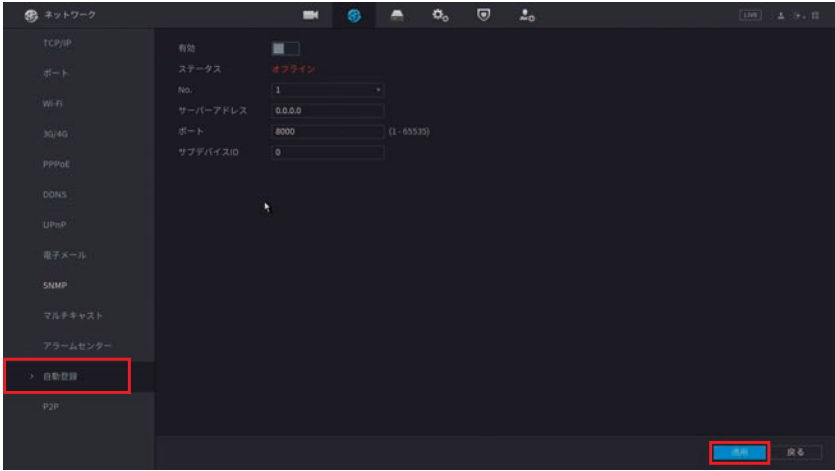 ネットワーク
LIVE
TCP/IP
ポート
Wi-Fi
3G/4G
PPPoE
DDNS
UPnP
電子メール
SNMP
マルチキャスト
アラームセンター
自動登録
P2P
有効
ステータス オフライン
No. 1
サーバーアドレス 0.0.0.0
ポート 8000 (1 - 65535)
サブデバイスID 0
適用 戻る